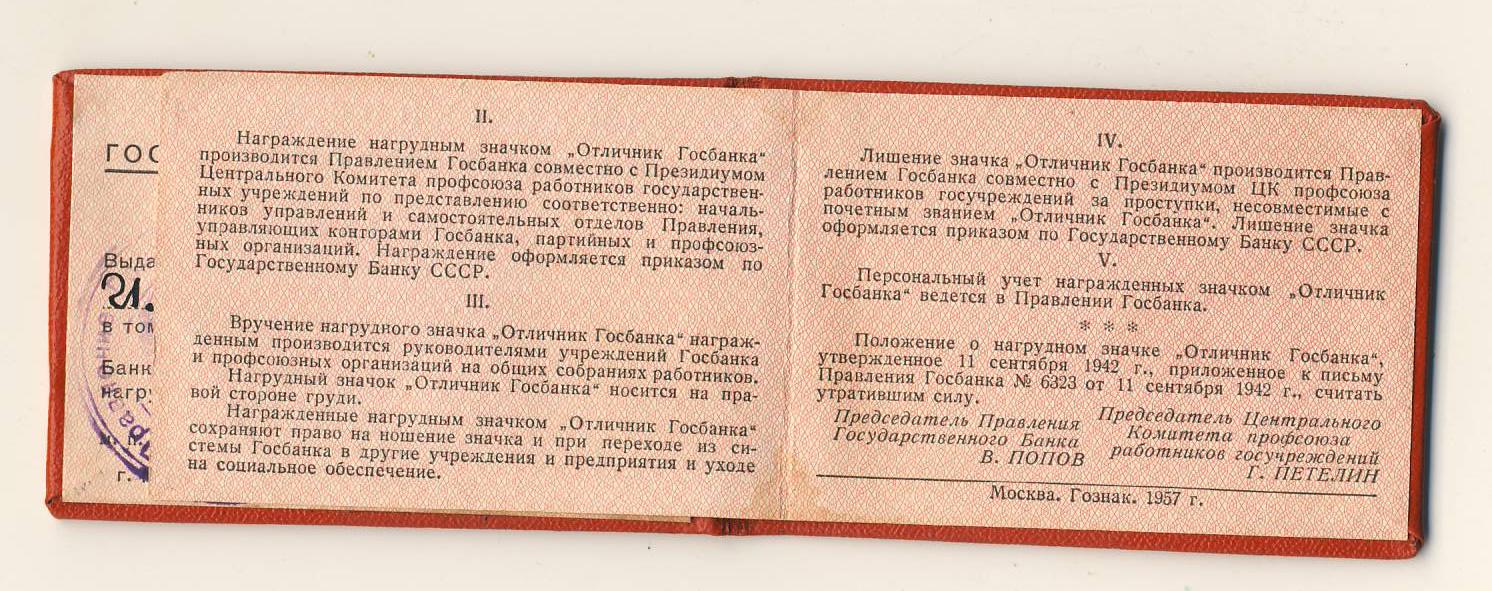 ГОС
Выда
21.
в том
Банк
нагр
г.
II.
Награждение нагрудным значком „Отличник Госбанка“
производится Правлением Госбанка совместно с Президиумом
Центрального Комитета профсоюза работников государствен-
ных учреждений по представлению соответственно: началь-
ников управлений и самостоятельных отделов Правления,
управляющих конторами Госбанка, партийных и профсоюз-
ных организаций. Награждение оформляется приказом по
Государственному Банку СССР.
III.
Вручение нагрудного значка „Отличник Госбанка“ награж-
денным производится руководителями учреждений Госбанка
и профсоюзных организаций на общих собраниях работников.
Нагрудный значок „Отличник Госбанка“ носится на пра-
вой стороне груди.
Награжденные нагрудным значком „Отличник Госбанка“
сохраняют право на ношение значка и при переходе из си-
стемы Госбанка в другие учреждения и предприятия и уходе
на социальное обеспечение.
IV.
Лишение значка „Отличник Госбанка“ производится Прав-
лением Госбанка совместно с Президиумом ЦК профсоюза
работников госучреждений за проступки, несовместимые с
почетным званием „Отличник Госбанка“. Лишение значка
оформляется приказом по Государственному Банку СССР.
V.
Персональный учет награжденных значком „Отличник
Госбанка“ ведется в Правлении Госбанка.
* * *
Положение о нагрудном значке „Отличник Госбанка“,
утвержденное 11 сентября 1942 г., приложенное к письму
Правления Госбанка № 6323 от 11 сентября 1942 г., считать
утратившим силу.
Председатель Правления
Государственного Банка
В. ПОПОВ
Председатель Центрального
Комитета профсоюза
работников госучреждений
Г. ПЕТЕЛИН
Москва. Гознак. 1957 г.